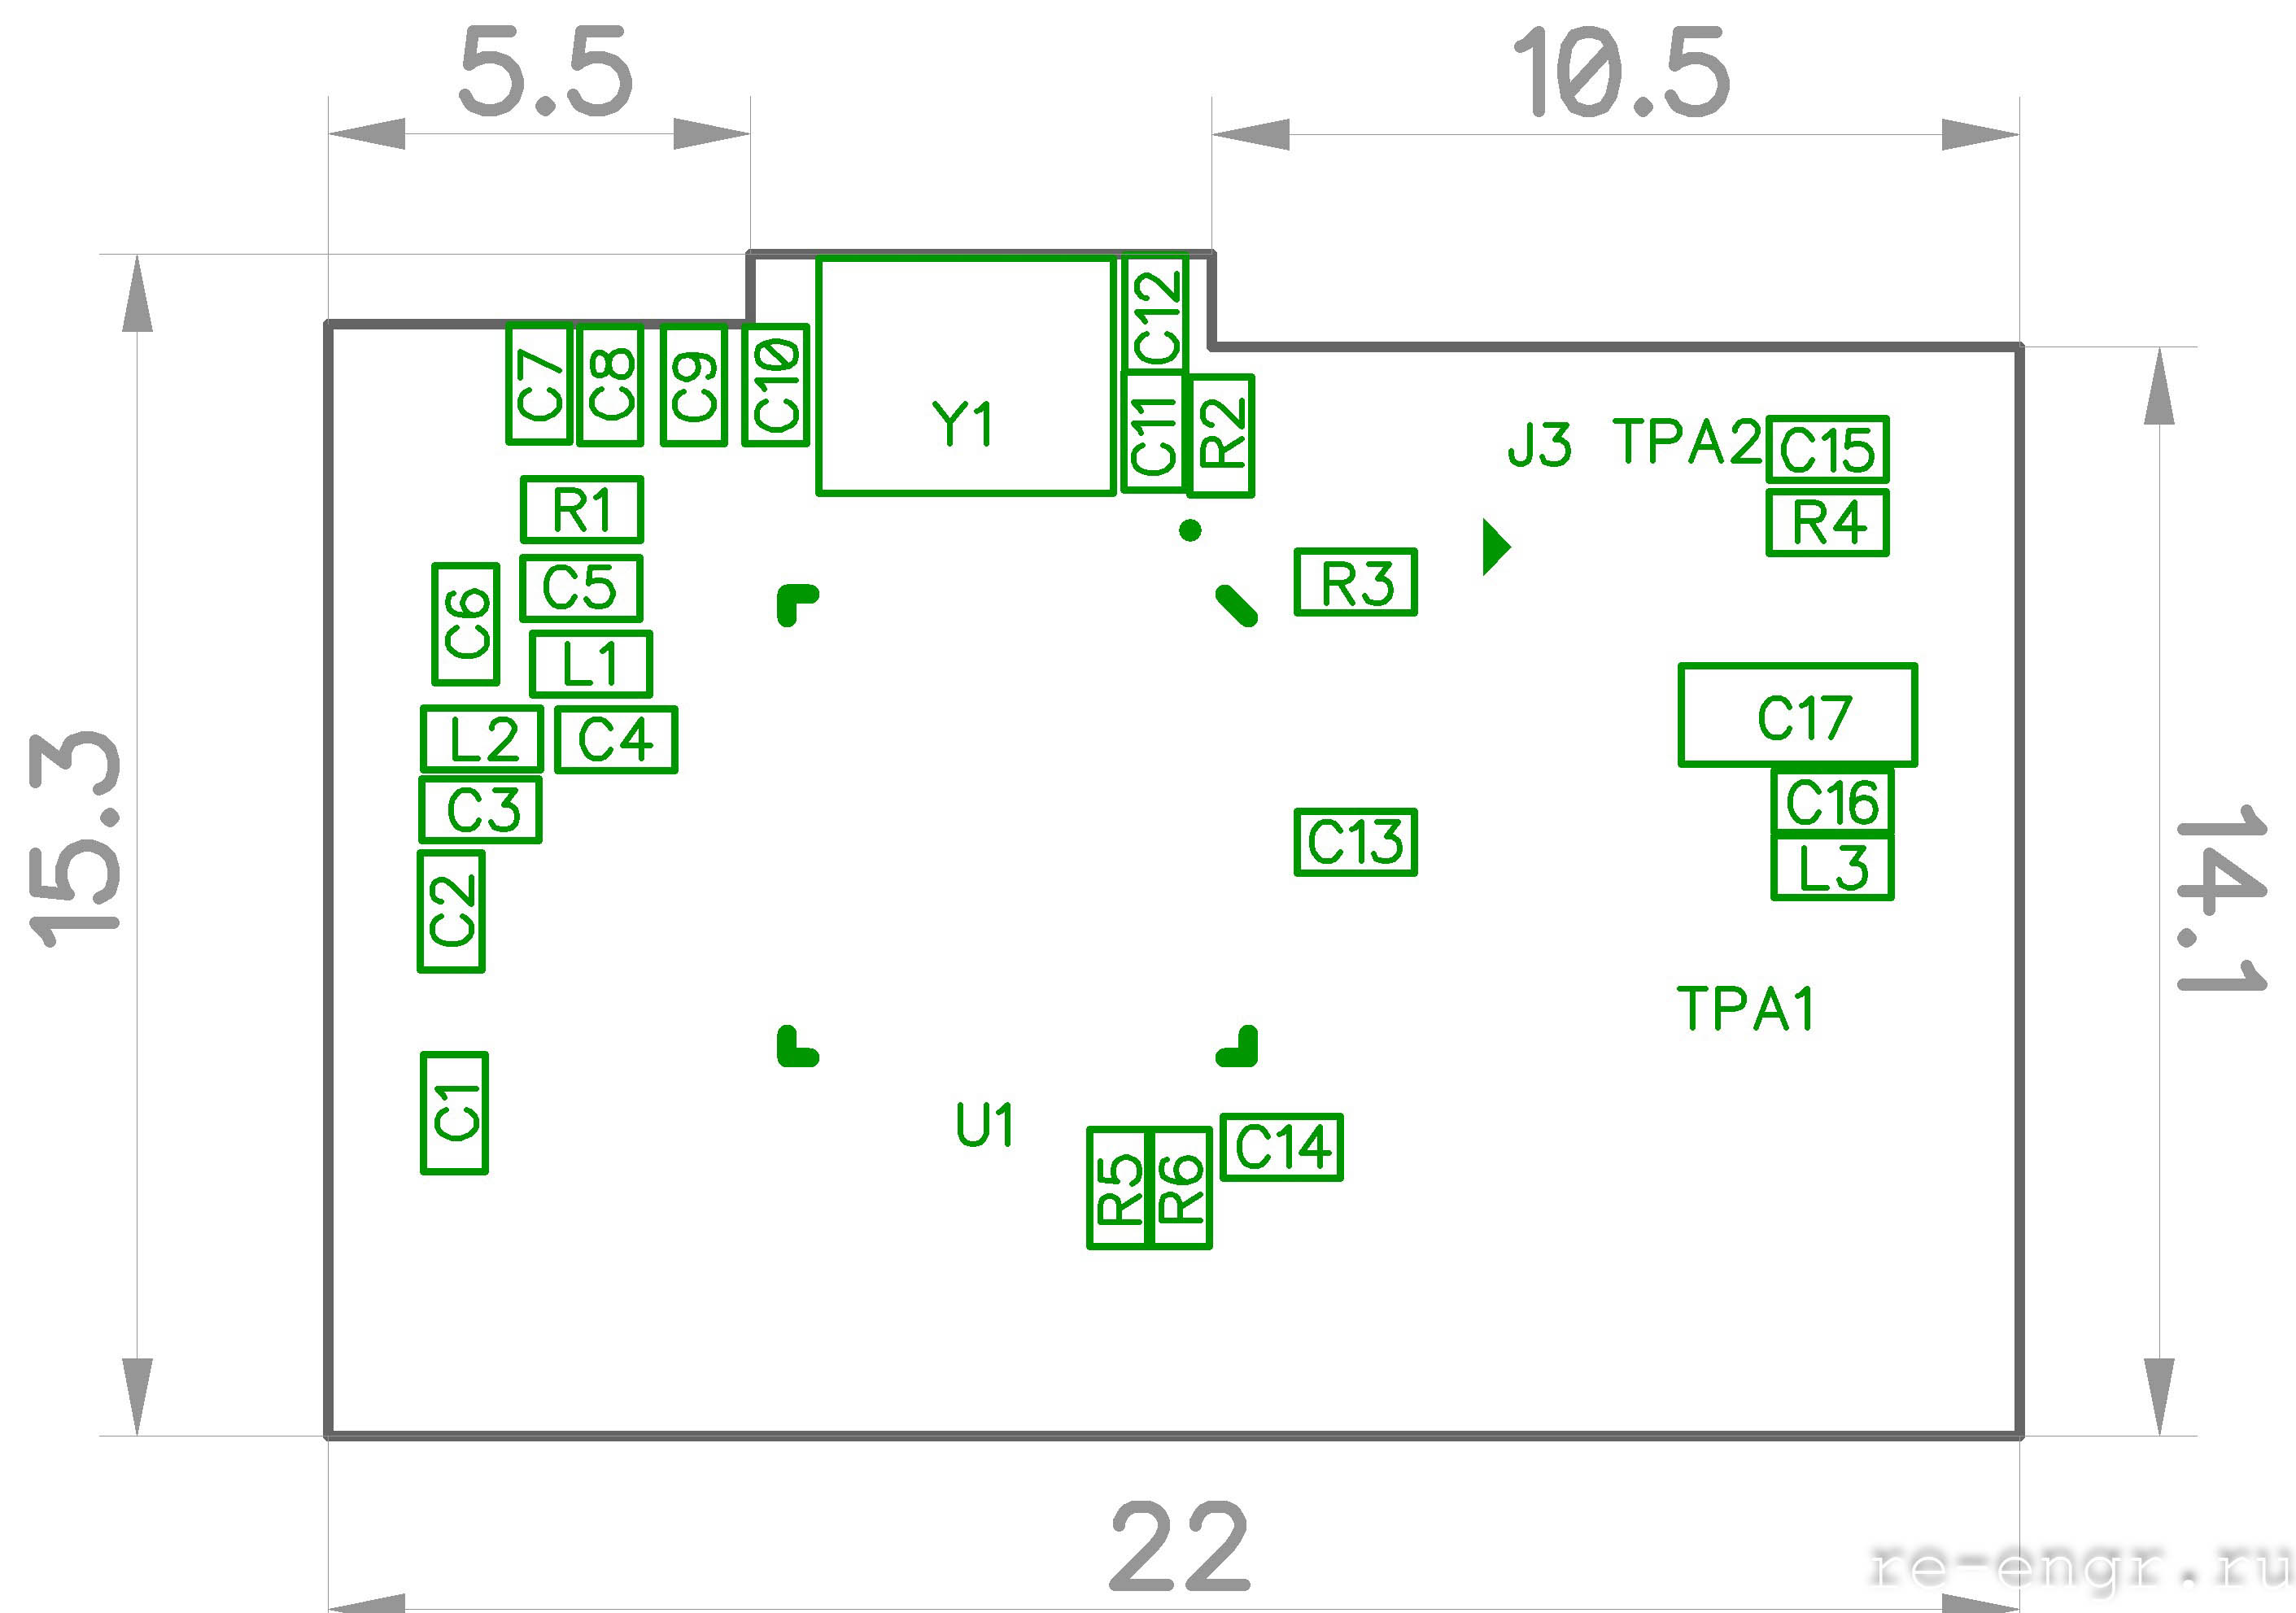 5.5
10.5
C12
C7
C8
C9
C10
Y1
C11
R2
J3
TPA2
C15
R1
R4
C5
R3
C6
L1
C17
L2
C4
15.3
C3
C16
C13
L3
14.1
C2
TPA1
C1
U1
R5
R6
C14
22
re-engr.ru